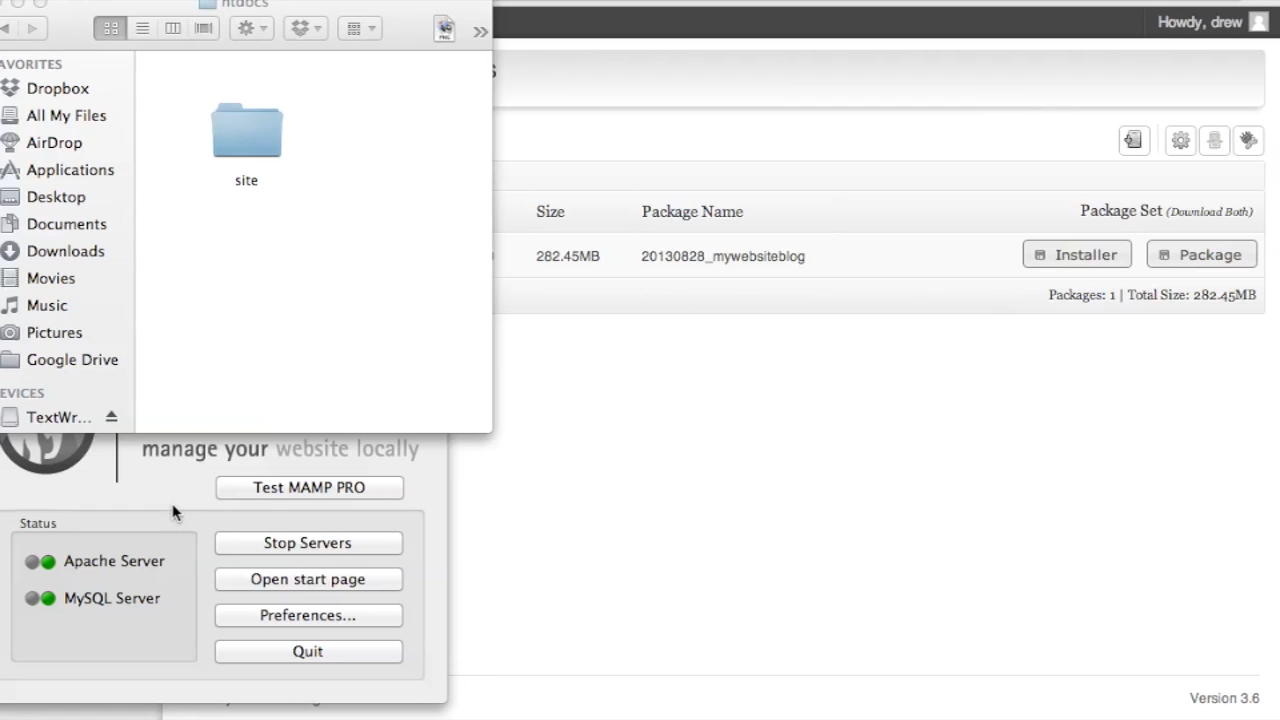 htdocs
Howdy, drew
AVORITES
Dropbox
All My Files
AirDrop
Applications
Desktop
Documents
Downloads
Movies
Music
Pictures
Google Drive
EVICES
TextWr...
PNG
site
s
Size
Package Name
Package Set (Download Both)
282.45MB
20130828_mywebsiteblog
Installer
Package
Packages: 1 | Total Size: 282.45MB
manage your website locally
Test MAMP PRO
Status
Apache Server
MySQL Server
Stop Servers
Open start page
Preferences...
Quit
Version 3.6